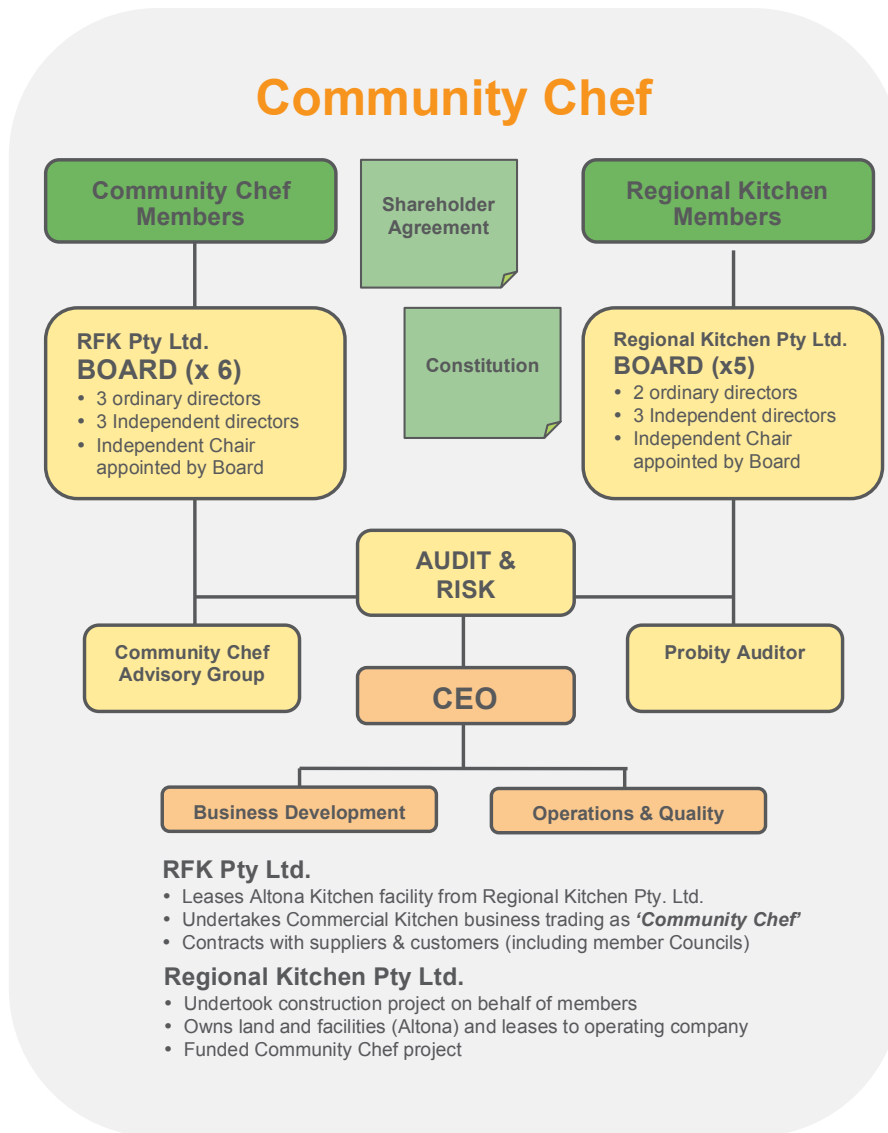 Community Chef
Community Chef
Members
Shareholder
Agreement
Regional Kitchen
Members
RFK Pty Ltd.
BOARD (x 6)
• 3 ordinary directors
• 3 Independent directors
• Independent Chair
appointed by Board
Constitution
Regional Kitchen Pty Ltd.
BOARD (x5)
• 2 ordinary directors
• 3 Independent directors
• Independent Chair
appointed by Board
AUDIT &
RISK
Community Chef
Advisory Group
Probity Auditor
CEO
Business Development
Operations & Quality
RFK Pty Ltd.
• Leases Altona Kitchen facility from Regional Kitchen Pty. Ltd.
• Undertakes Commercial Kitchen business trading as ‘Community Chef’
• Contracts with suppliers & customers (including member Councils)
Regional Kitchen Pty Ltd.
• Undertook construction project on behalf of members
• Owns land and facilities (Altona) and leases to operating company
• Funded Community Chef project